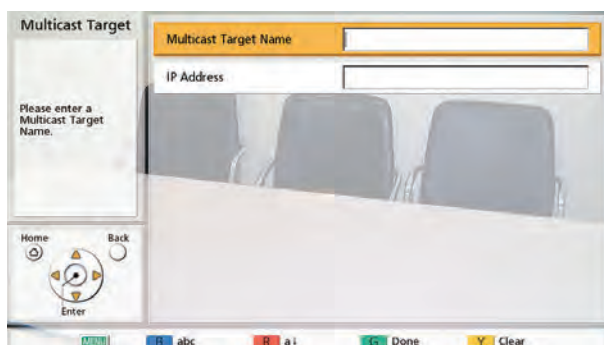 Multicast Target
Multicast Target Name
IP Address
Please enter a
Multicast Target
Name.
Home
Back
Enter
MENU
B abc
R a↓
G Done
Y Clear